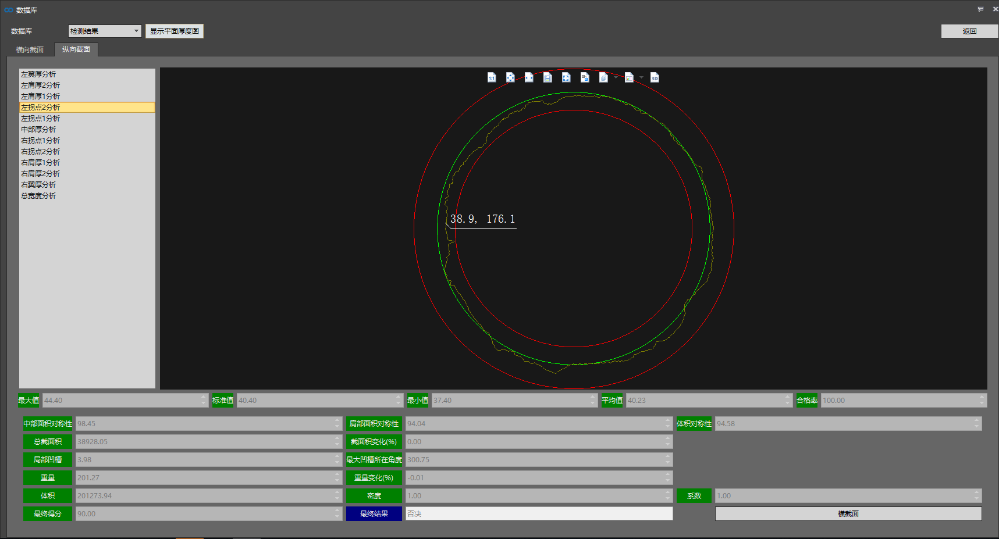 数据库
数据库 检测结果 显示平面厚度图 返回
横向截面 纵向截面
左翼厚分析
左肩厚2分析
左肩厚1分析
左拐点2分析
左拐点1分析
中部厚分析
右拐点1分析
右拐点2分析
右肩厚1分析
右肩厚2分析
右翼厚分析
总宽度分析
1:1 3D
38.9, 176.1
最大值 44.40 标准值 40.40 最小值 37.40 平均值 40.23 合格率 100.00
中部面积对称性 98.45 肩部面积对称性 94.04 体积对称性 94.58
总截面积 38928.05 截面积变化(%) 0.00
局部凹槽 3.98 最大凹槽所在角度 300.75
重量 201.27 重量变化(%) -0.01
体积 201273.94 密度 1.00 系数 1.00
最终得分 90.00 最终结果 否决 横截面